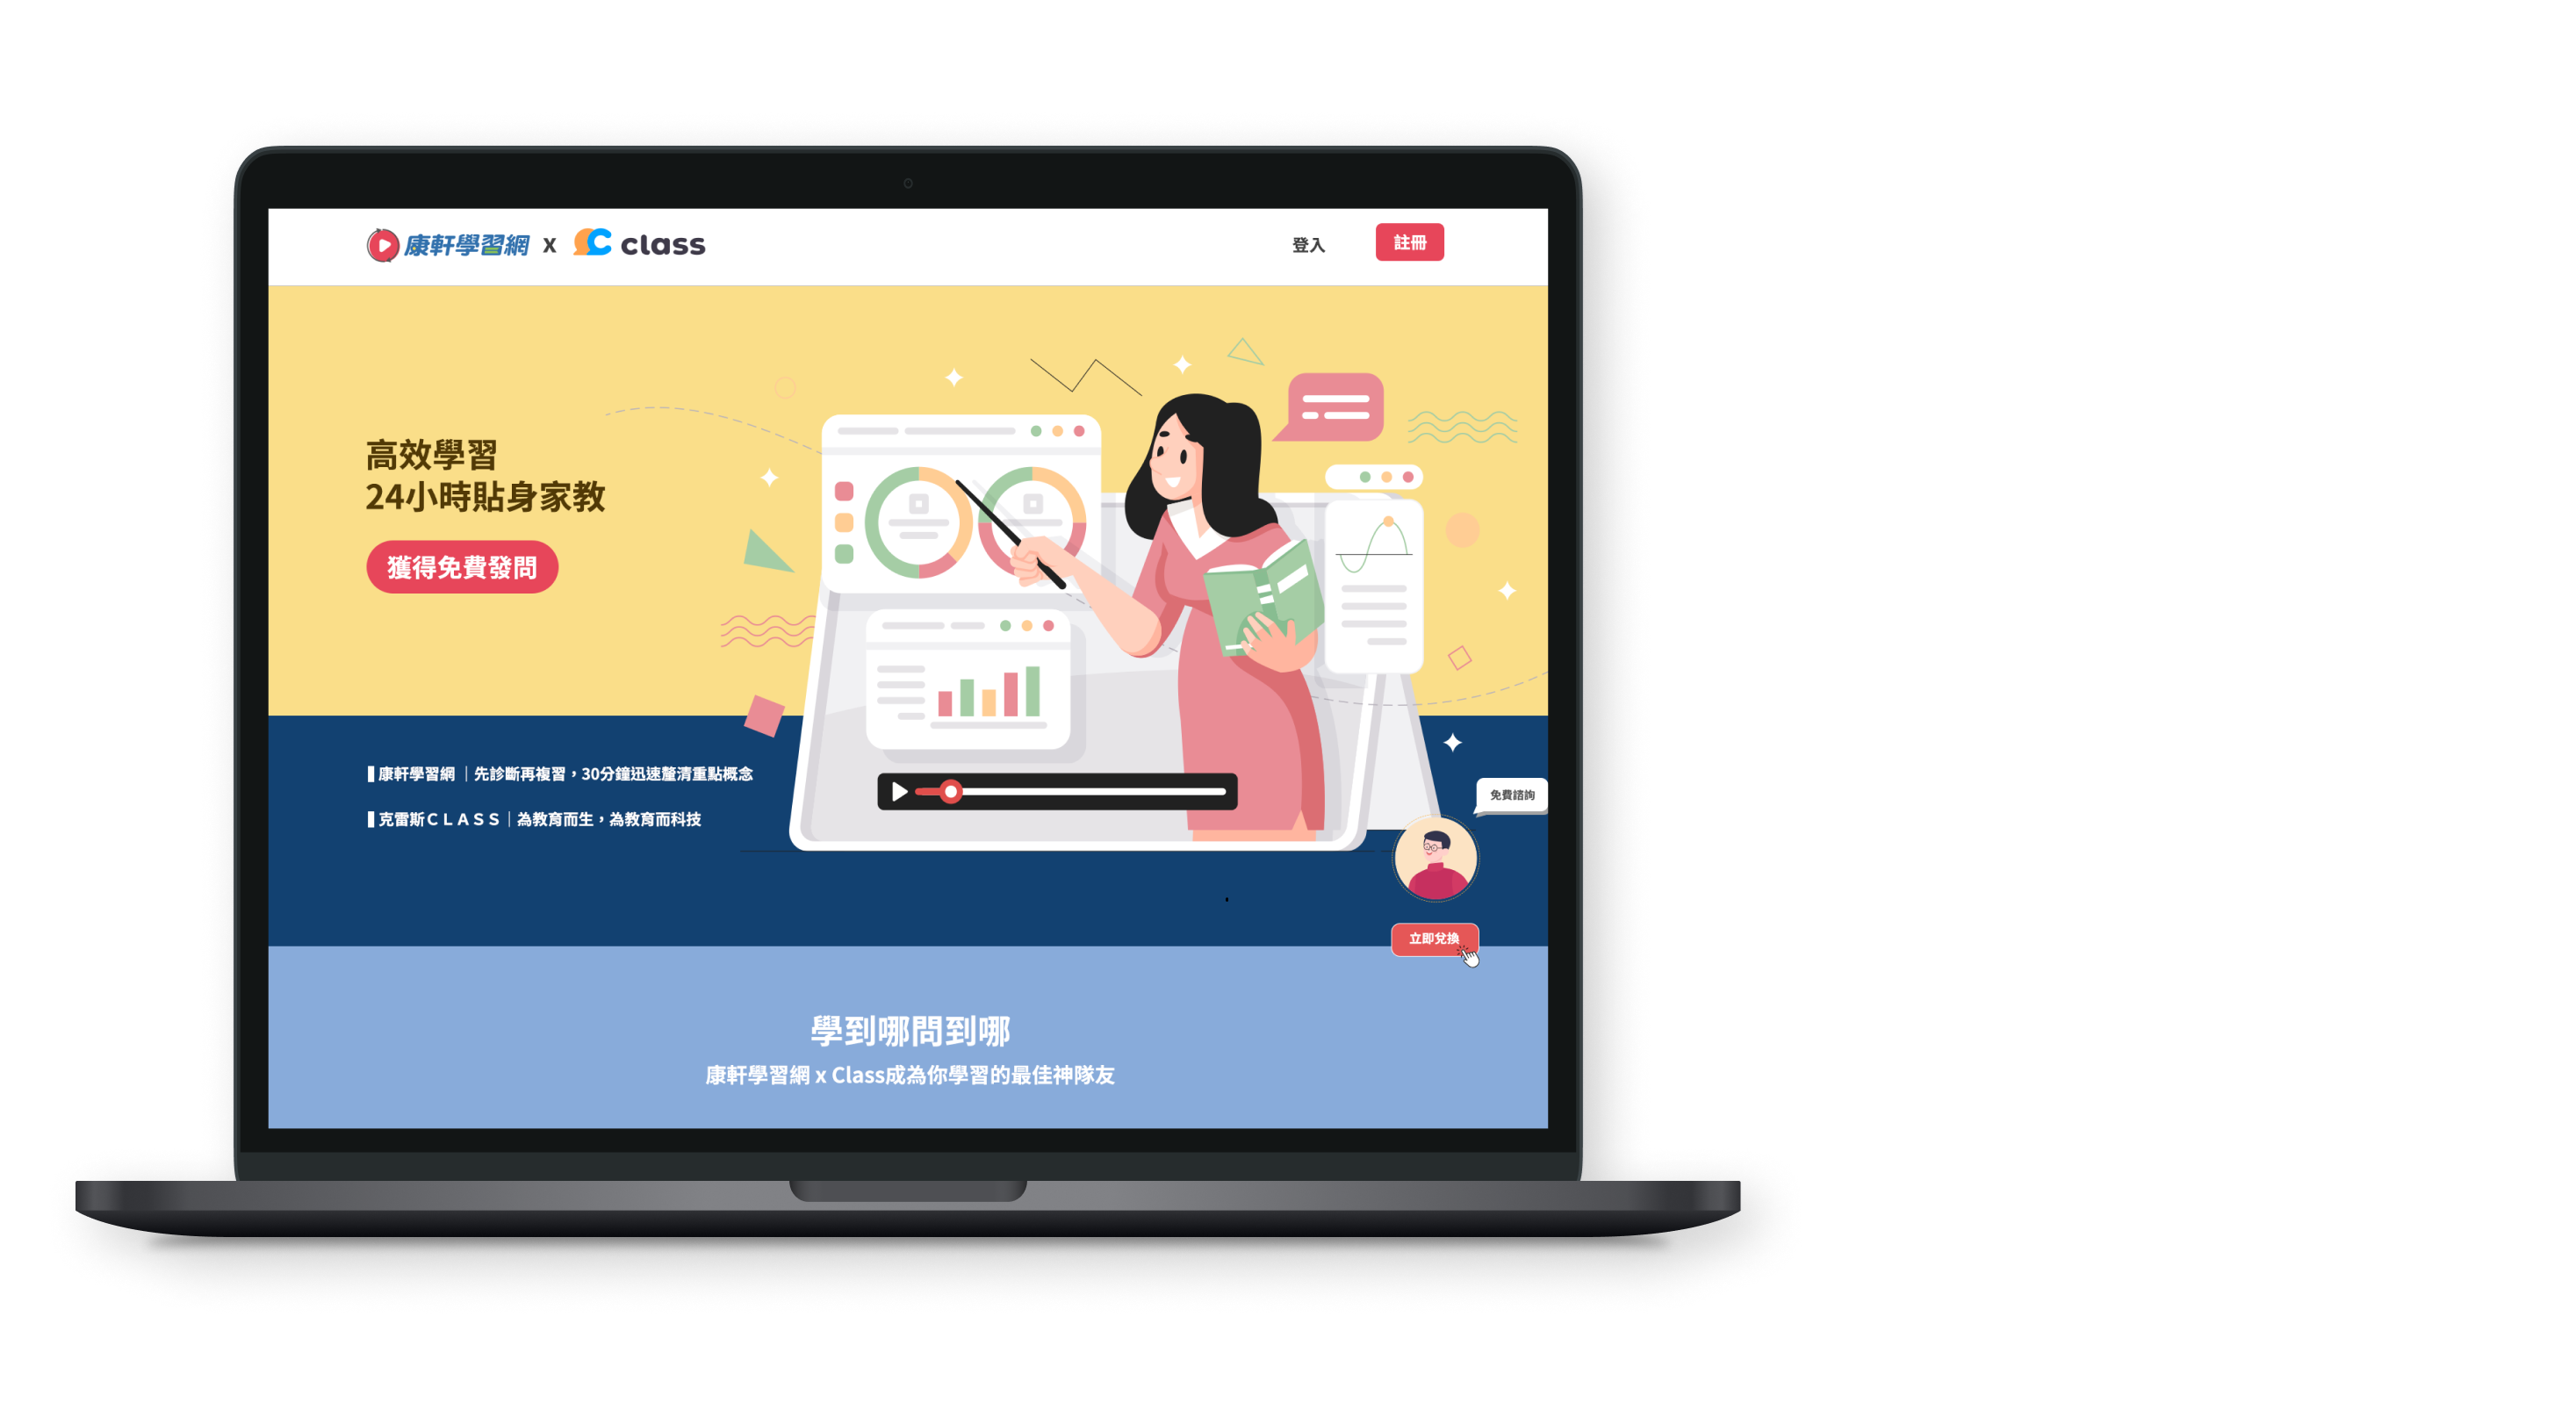 康軒學習網 x class
登入
註冊
高效學習
24小時貼身家教
獲得免費發問
康軒學習網｜先診斷再複習，30分鐘迅速釐清重點概念
克雷斯ＣＬＡＳＳ｜為教育而生，為教育而科技
免費諮詢
立即兌換
學到哪問到哪
康軒學習網 x Class成為你學習的最佳神隊友